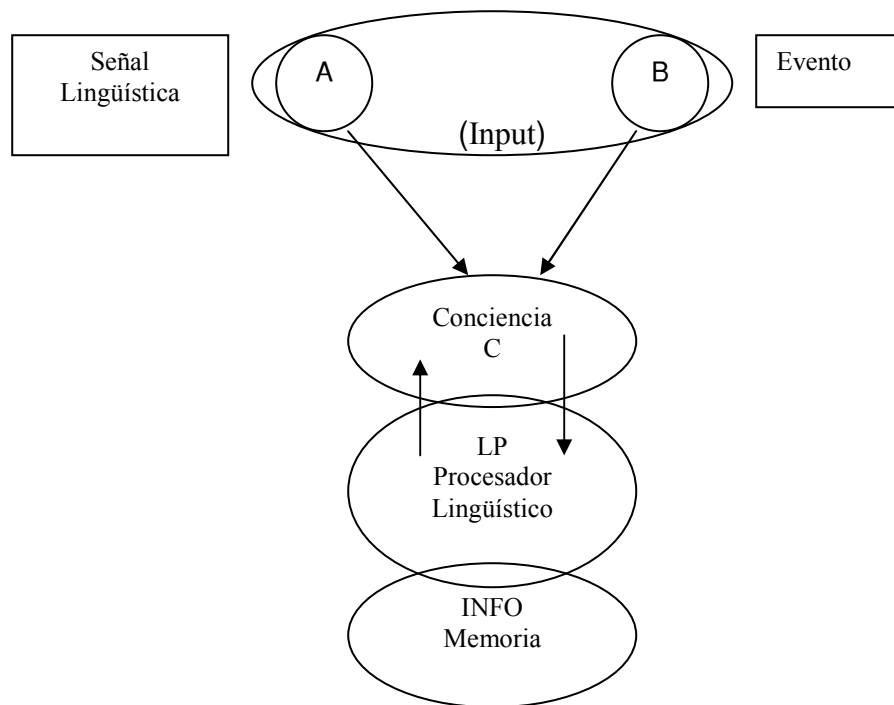 Señal
Lingüística
A
B
Evento
(Input)
Conciencia
C
LP
Procesador
Lingüístico
INFO
Memoria